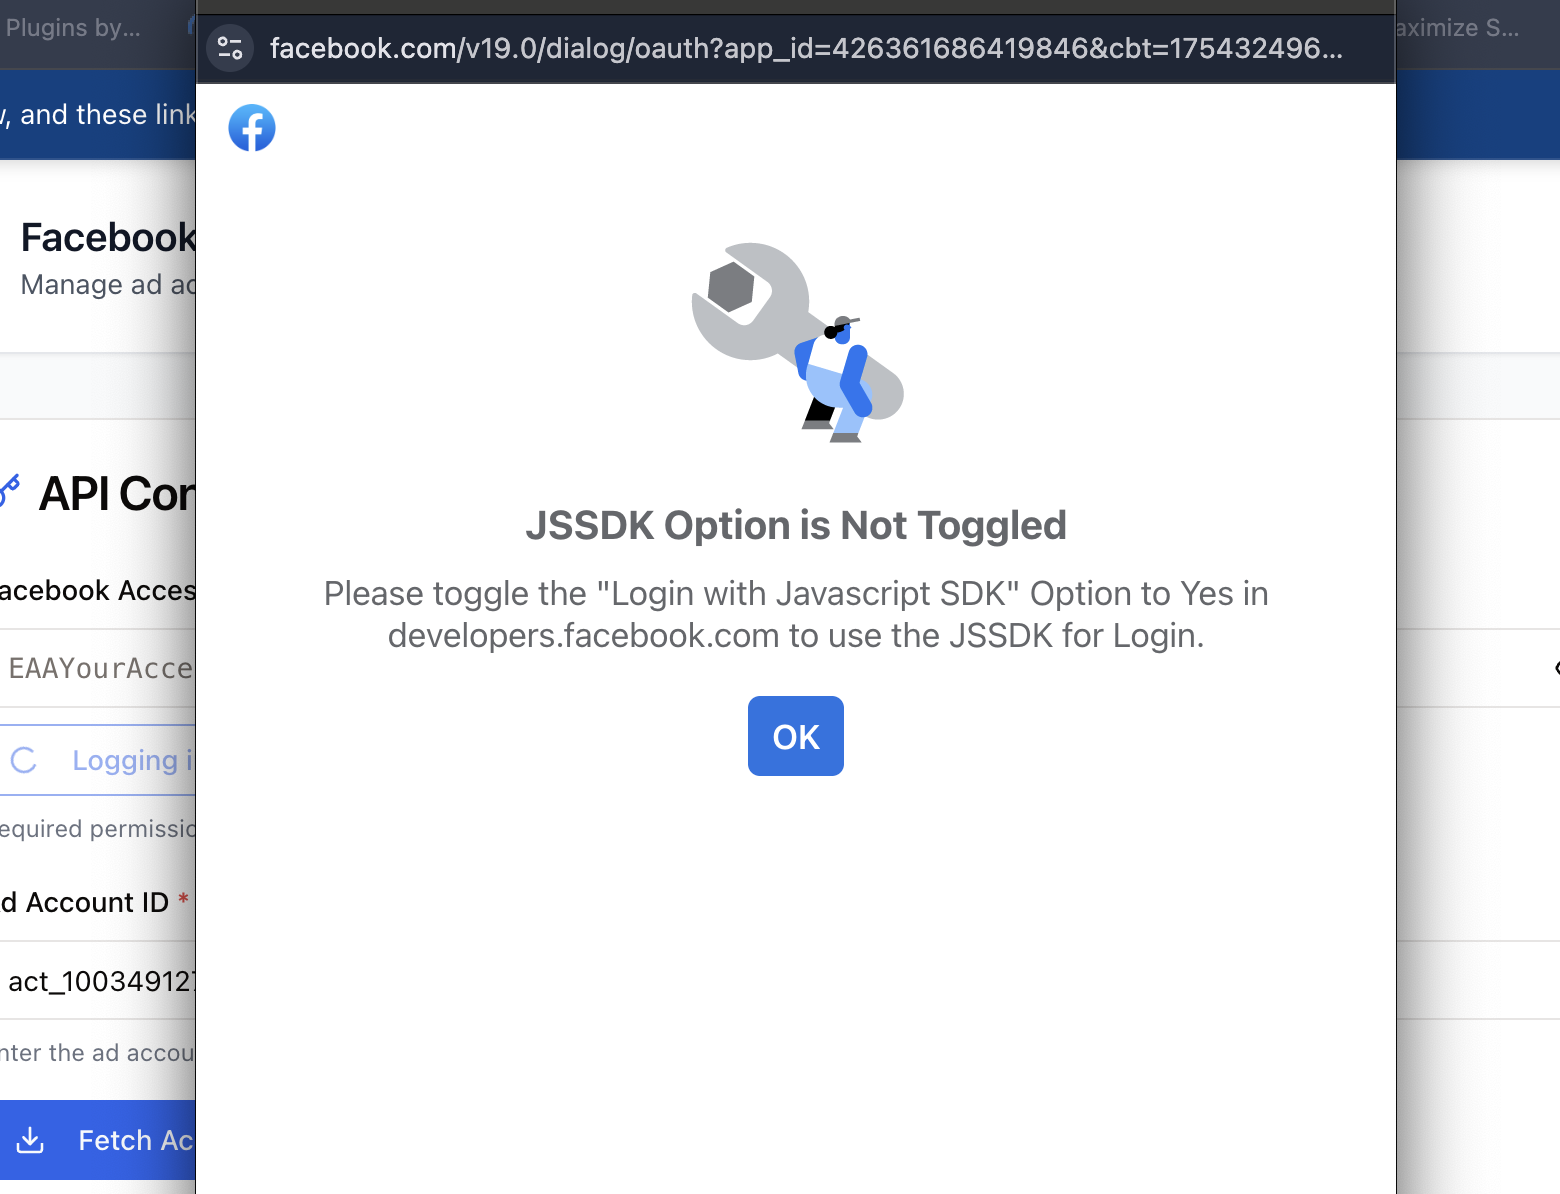 Plugins by...
aximize S...
facebook.com/v19.0/dialog/oauth?app_id=426361686419846&cbt=175432496...
, and these link
Facebook
Manage ad ac
API Con
acebook Acces
EAAYourAcce
Logging i
equired permissio
d Account ID *
act_10034912
nter the ad accou
Fetch Ac
JSSDK Option is Not Toggled
Please toggle the "Login with Javascript SDK" Option to Yes in
developers.facebook.com to use the JSSDK for Login.
OK